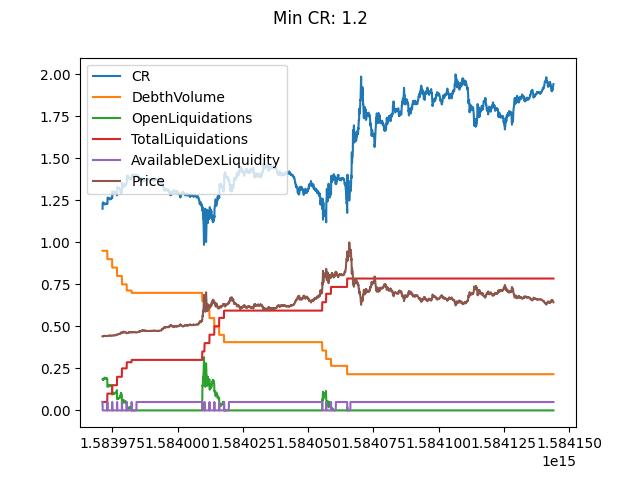 Min CR: 1.2
2.00
1.75
1.50
1.25
1.00
0.75
0.50
0.25
0.00
CR
DebthVolume
OpenLiquidations
TotalLiquidations
AvailableDexLiquidity
Price
1.583975 1.584000 1.584025 1.584050 1.584075 1.584100 1.584125 1.584150
1e15